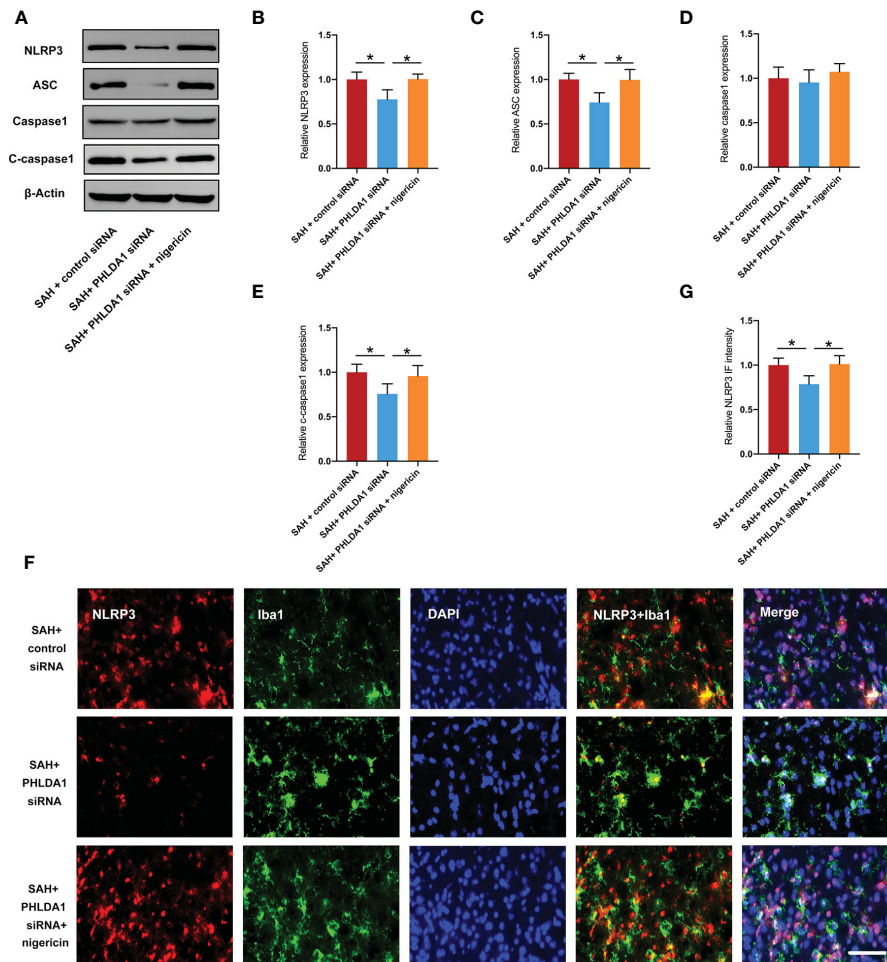 A
NLRP3
ASC
Caspase1
C-caspase1
β-Actin
SAH + control siRNA
SAH+ PHLDA1 siRNA
SAH+ PHLDA1 siRNA + nigericin
B
Relative NLRP3 expression
1.5
1.0
0.5
0.0
*
*
SAH + control siRNA
SAH+ PHLDA1 siRNA
SAH+ PHLDA1 siRNA + nigericin
C
Relative ASC expression
1.5
1.0
0.5
0.0
*
*
SAH + control siRNA
SAH+ PHLDA1 siRNA
SAH+ PHLDA1 siRNA + nigericin
D
Relative caspase1 expression
1.5
1.0
0.5
0.0
SAH + control siRNA
SAH+ PHLDA1 siRNA
SAH+ PHLDA1 siRNA + nigericin
E
Relative c-caspase1 expression
1.5
1.0
0.5
0.0
*
*
SAH + control siRNA
SAH+ PHLDA1 siRNA
SAH+ PHLDA1 siRNA + nigericin
G
Relative NLRP3 IF intensity
1.5
1.0
0.5
0.0
*
*
SAH + control siRNA
SAH+ PHLDA1 siRNA
SAH+ PHLDA1 siRNA + nigericin
F
NLRP3
Iba1
DAPI
NLRP3+Iba1
Merge
SAH+
control
siRNA
SAH+
PHLDA1
siRNA
SAH+
PHLDA1
siRNA+
nigericin